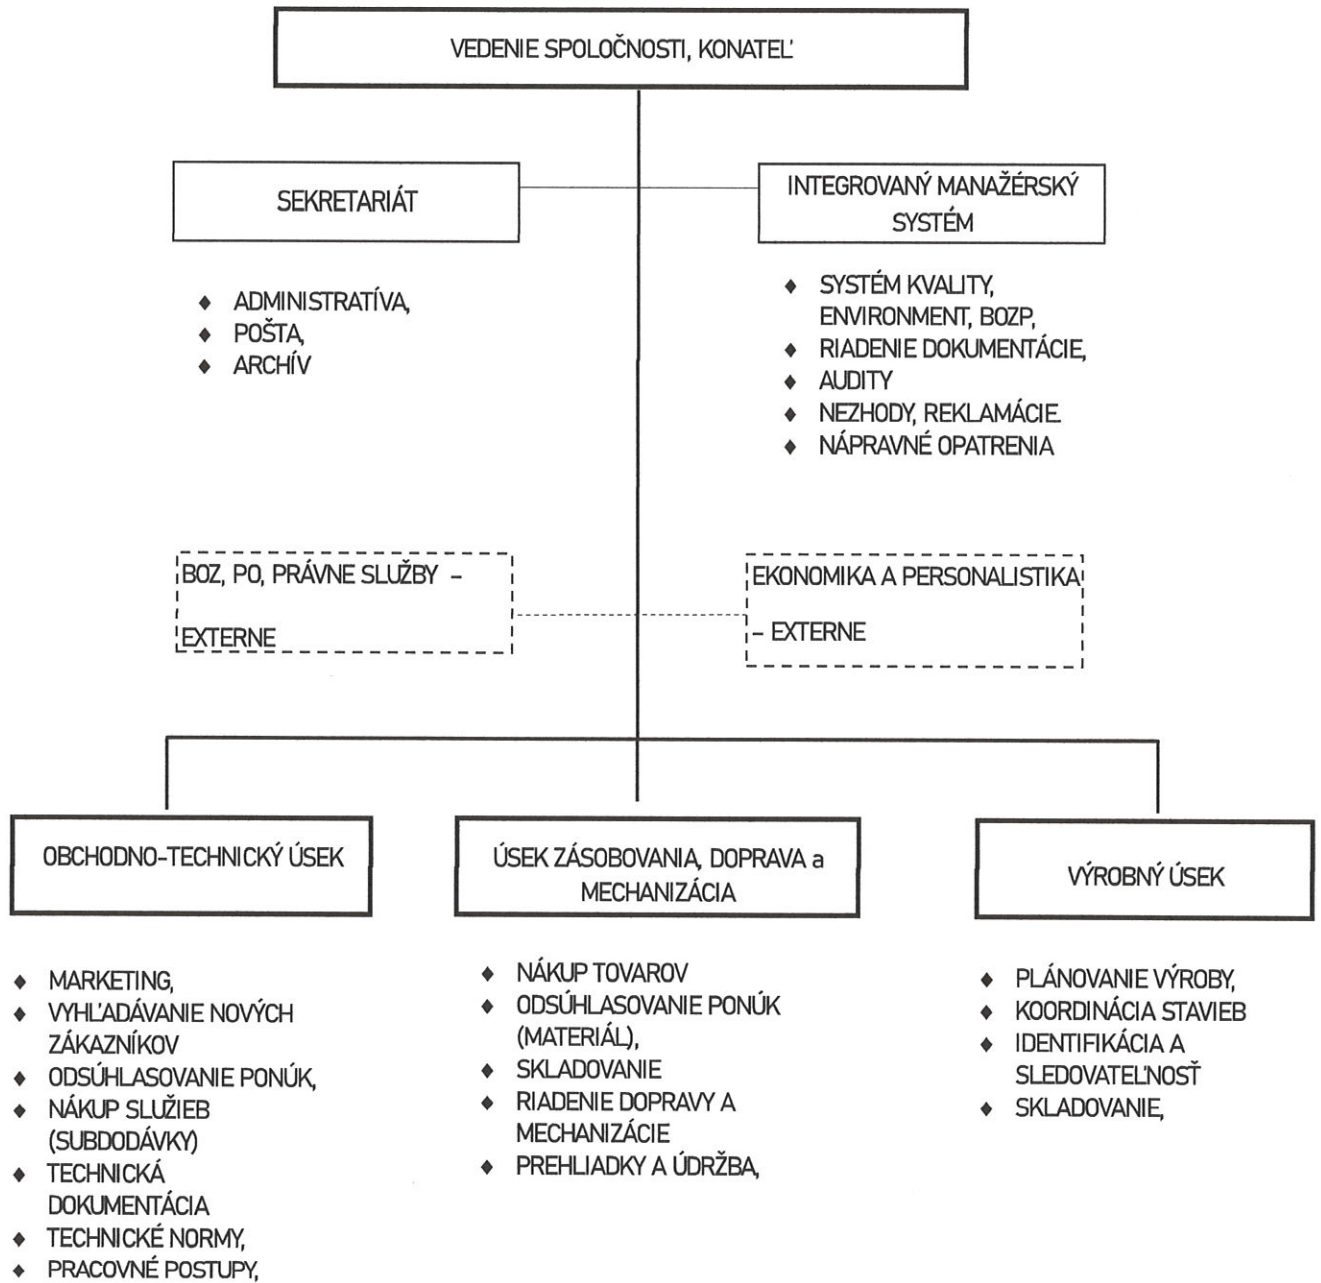 VEDENIE SPOLOČNOSTI, KONATEĽ
SEKRETARIÁT
INTEGROVANÝ MANAŽÉRSKÝ
SYSTÉM
♦ ADMINISTRATÍVA,
♦ POŠTA,
♦ ARCHÍV
♦ SYSTÉM KVALITY,
ENVIRONMENT, BOZP,
♦ RIADENIE DOKUMENTÁCIE,
♦ AUDITY
♦ NEZHODY, REKLAMÁCIE.
♦ NÁPRAVNÉ OPATRENIA
BOZ, PO, PRÁVNE SLUŽBY –
EXTERNE
EKONOMIKA A PERSONALISTIKA
– EXTERNE
OBCHODNO-TECHNICKÝ ÚSEK
ÚSEK ZÁSOBOVANIA, DOPRAVA a
MECHANIZÁCIA
VÝROBNÝ ÚSEK
♦ MARKETING,
♦ VYHĽADÁVANIE NOVÝCH
ZÁKAZNÍKOV
♦ ODSÚHLASOVANIE PONÚK,
♦ NÁKUP SLUŽIEB
(SUBDODÁVKY)
♦ TECHNICKÁ
DOKUMENTÁCIA
♦ TECHNICKÉ NORMY,
♦ PRACOVNÉ POSTUPY,
♦ NÁKUP TOVAROV
♦ ODSÚHLASOVANIE PONÚK
(MATERIÁL),
♦ SKLADOVANIE
♦ RIADENIE DOPRAVY A
MECHANIZÁCIE
♦ PREHLIADKY A ÚDRŽBA,
♦ PLÁNOVANIE VÝROBY,
♦ KOORDINÁCIA STAVIEB
♦ IDENTIFIKÁCIA A
SLEDOVATEĽNOSŤ
♦ SKLADOVANIE,